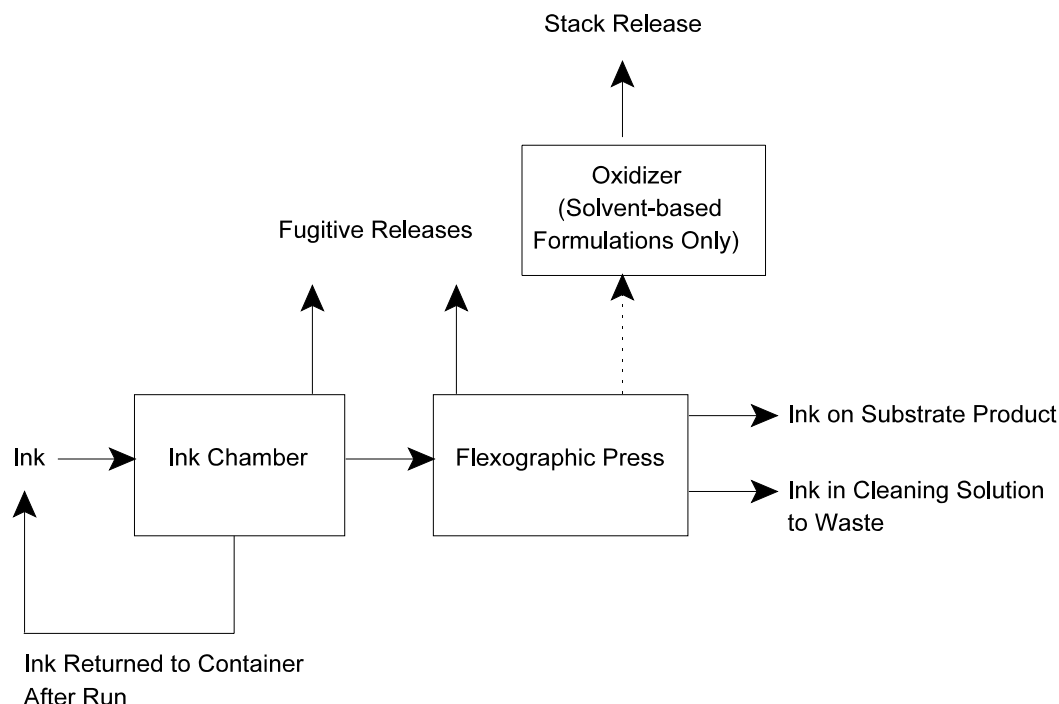 Stack Release
Oxidizer
(Solvent-based
Formulations Only)
Fugitive Releases
Ink
Ink Chamber
Flexographic Press
Ink on Substrate Product
Ink in Cleaning Solution
to Waste
Ink Returned to Container
After Run